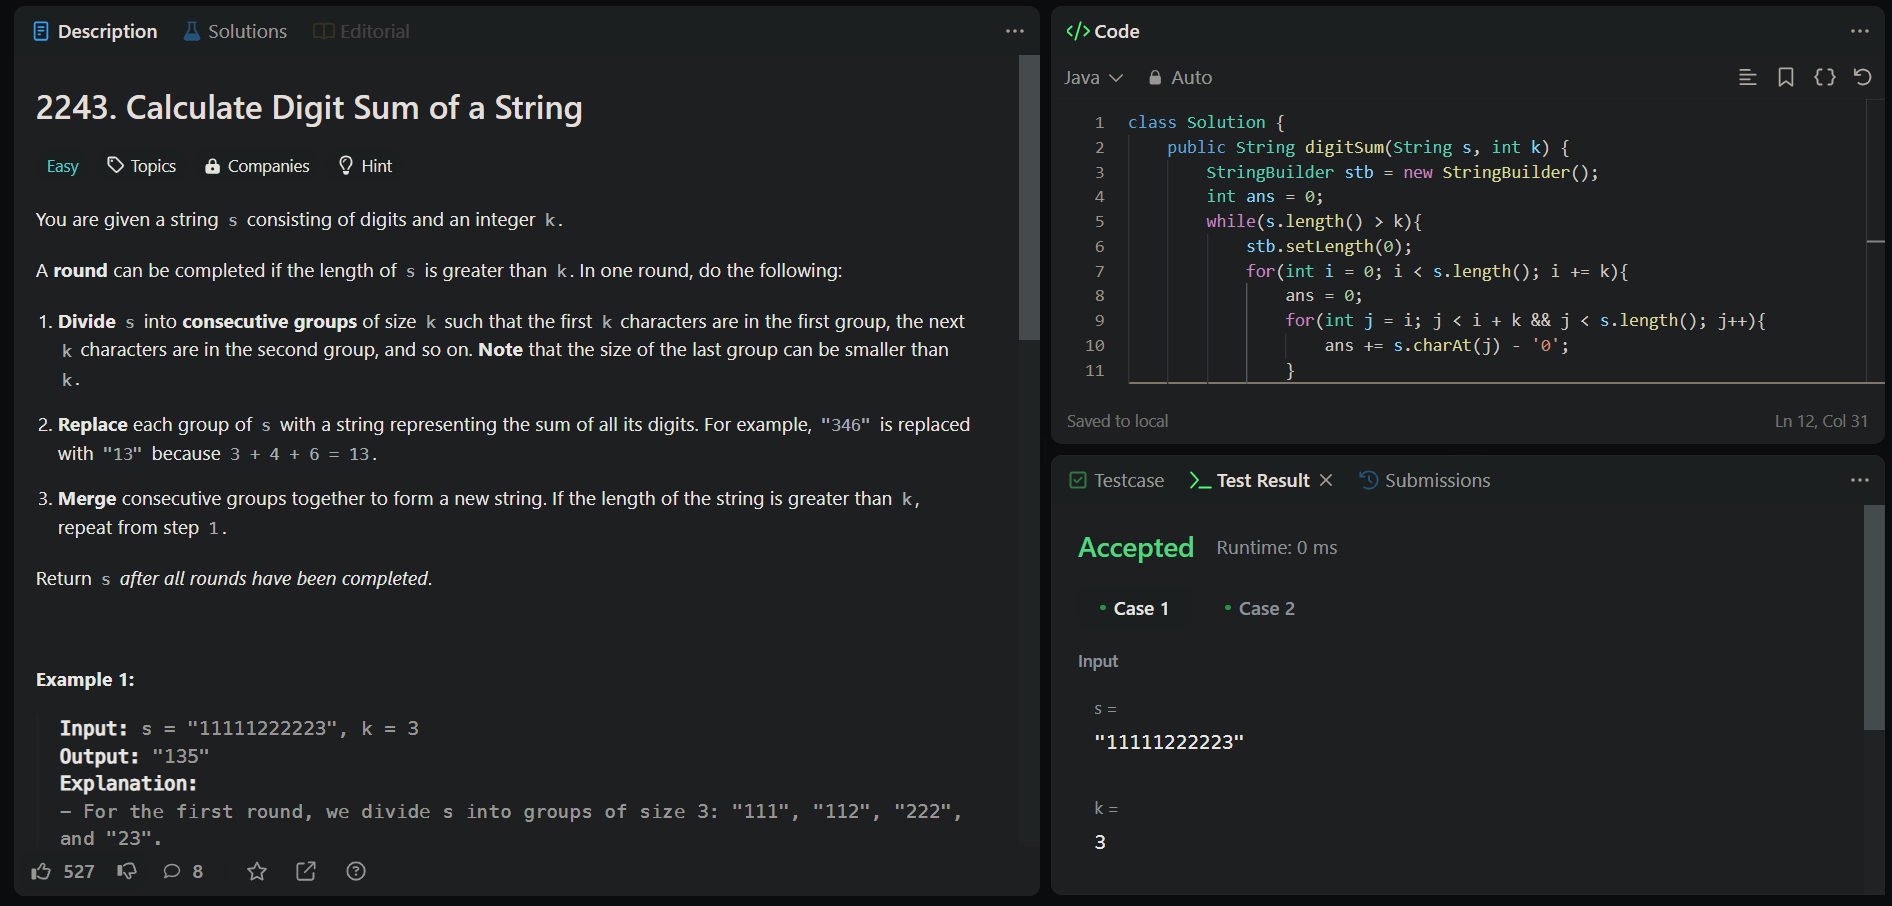 Description Solutions Editorial
2243. Calculate Digit Sum of a String
Easy Topics Companies Hint
You are given a string s consisting of digits and an integer k.
A round can be completed if the length of s is greater than k. In one round, do the following:
1. Divide s into consecutive groups of size k such that the first k characters are in the first group, the next
k characters are in the second group, and so on. Note that the size of the last group can be smaller than
k.
2. Replace each group of s with a string representing the sum of all its digits. For example, "346" is replaced
with "13" because 3 + 4 + 6 = 13.
3. Merge consecutive groups together to form a new string. If the length of the string is greater than k,
repeat from step 1.
Return s after all rounds have been completed.
Example 1:
Input: s = "11111222223", k = 3
Output: "135"
Explanation:
- For the first round, we divide s into groups of size 3: "111", "112", "222",
and "23".
527 8
</> Code
Java Auto
1 class Solution {
2 public String digitSum(String s, int k) {
3 StringBuilder stb = new StringBuilder();
4 int ans = 0;
5 while(s.length() > k){
6 stb.setLength(0);
7 for(int i = 0; i < s.length(); i += k){
8 ans = 0;
9 for(int j = i; j < i + k && j < s.length(); j++){
10 ans += s.charAt(j) - '0';
11 }
Saved to local Ln 12, Col 31
Testcase >_ Test Result × Submissions
Accepted Runtime: 0 ms
• Case 1 • Case 2
Input
s =
"11111222223"
k =
3